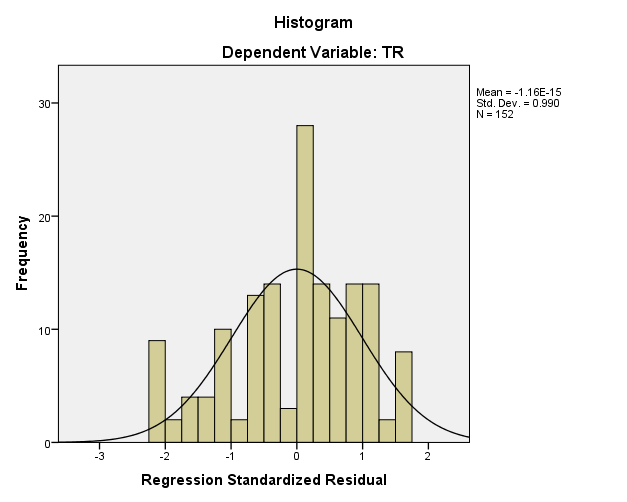 Histogram
Dependent Variable: TR
Mean = -1.16E-15
Std. Dev. = 0.990
N = 152
Frequency
30
20
10
0
-3 -2 -1 0 1 2
Regression Standardized Residual